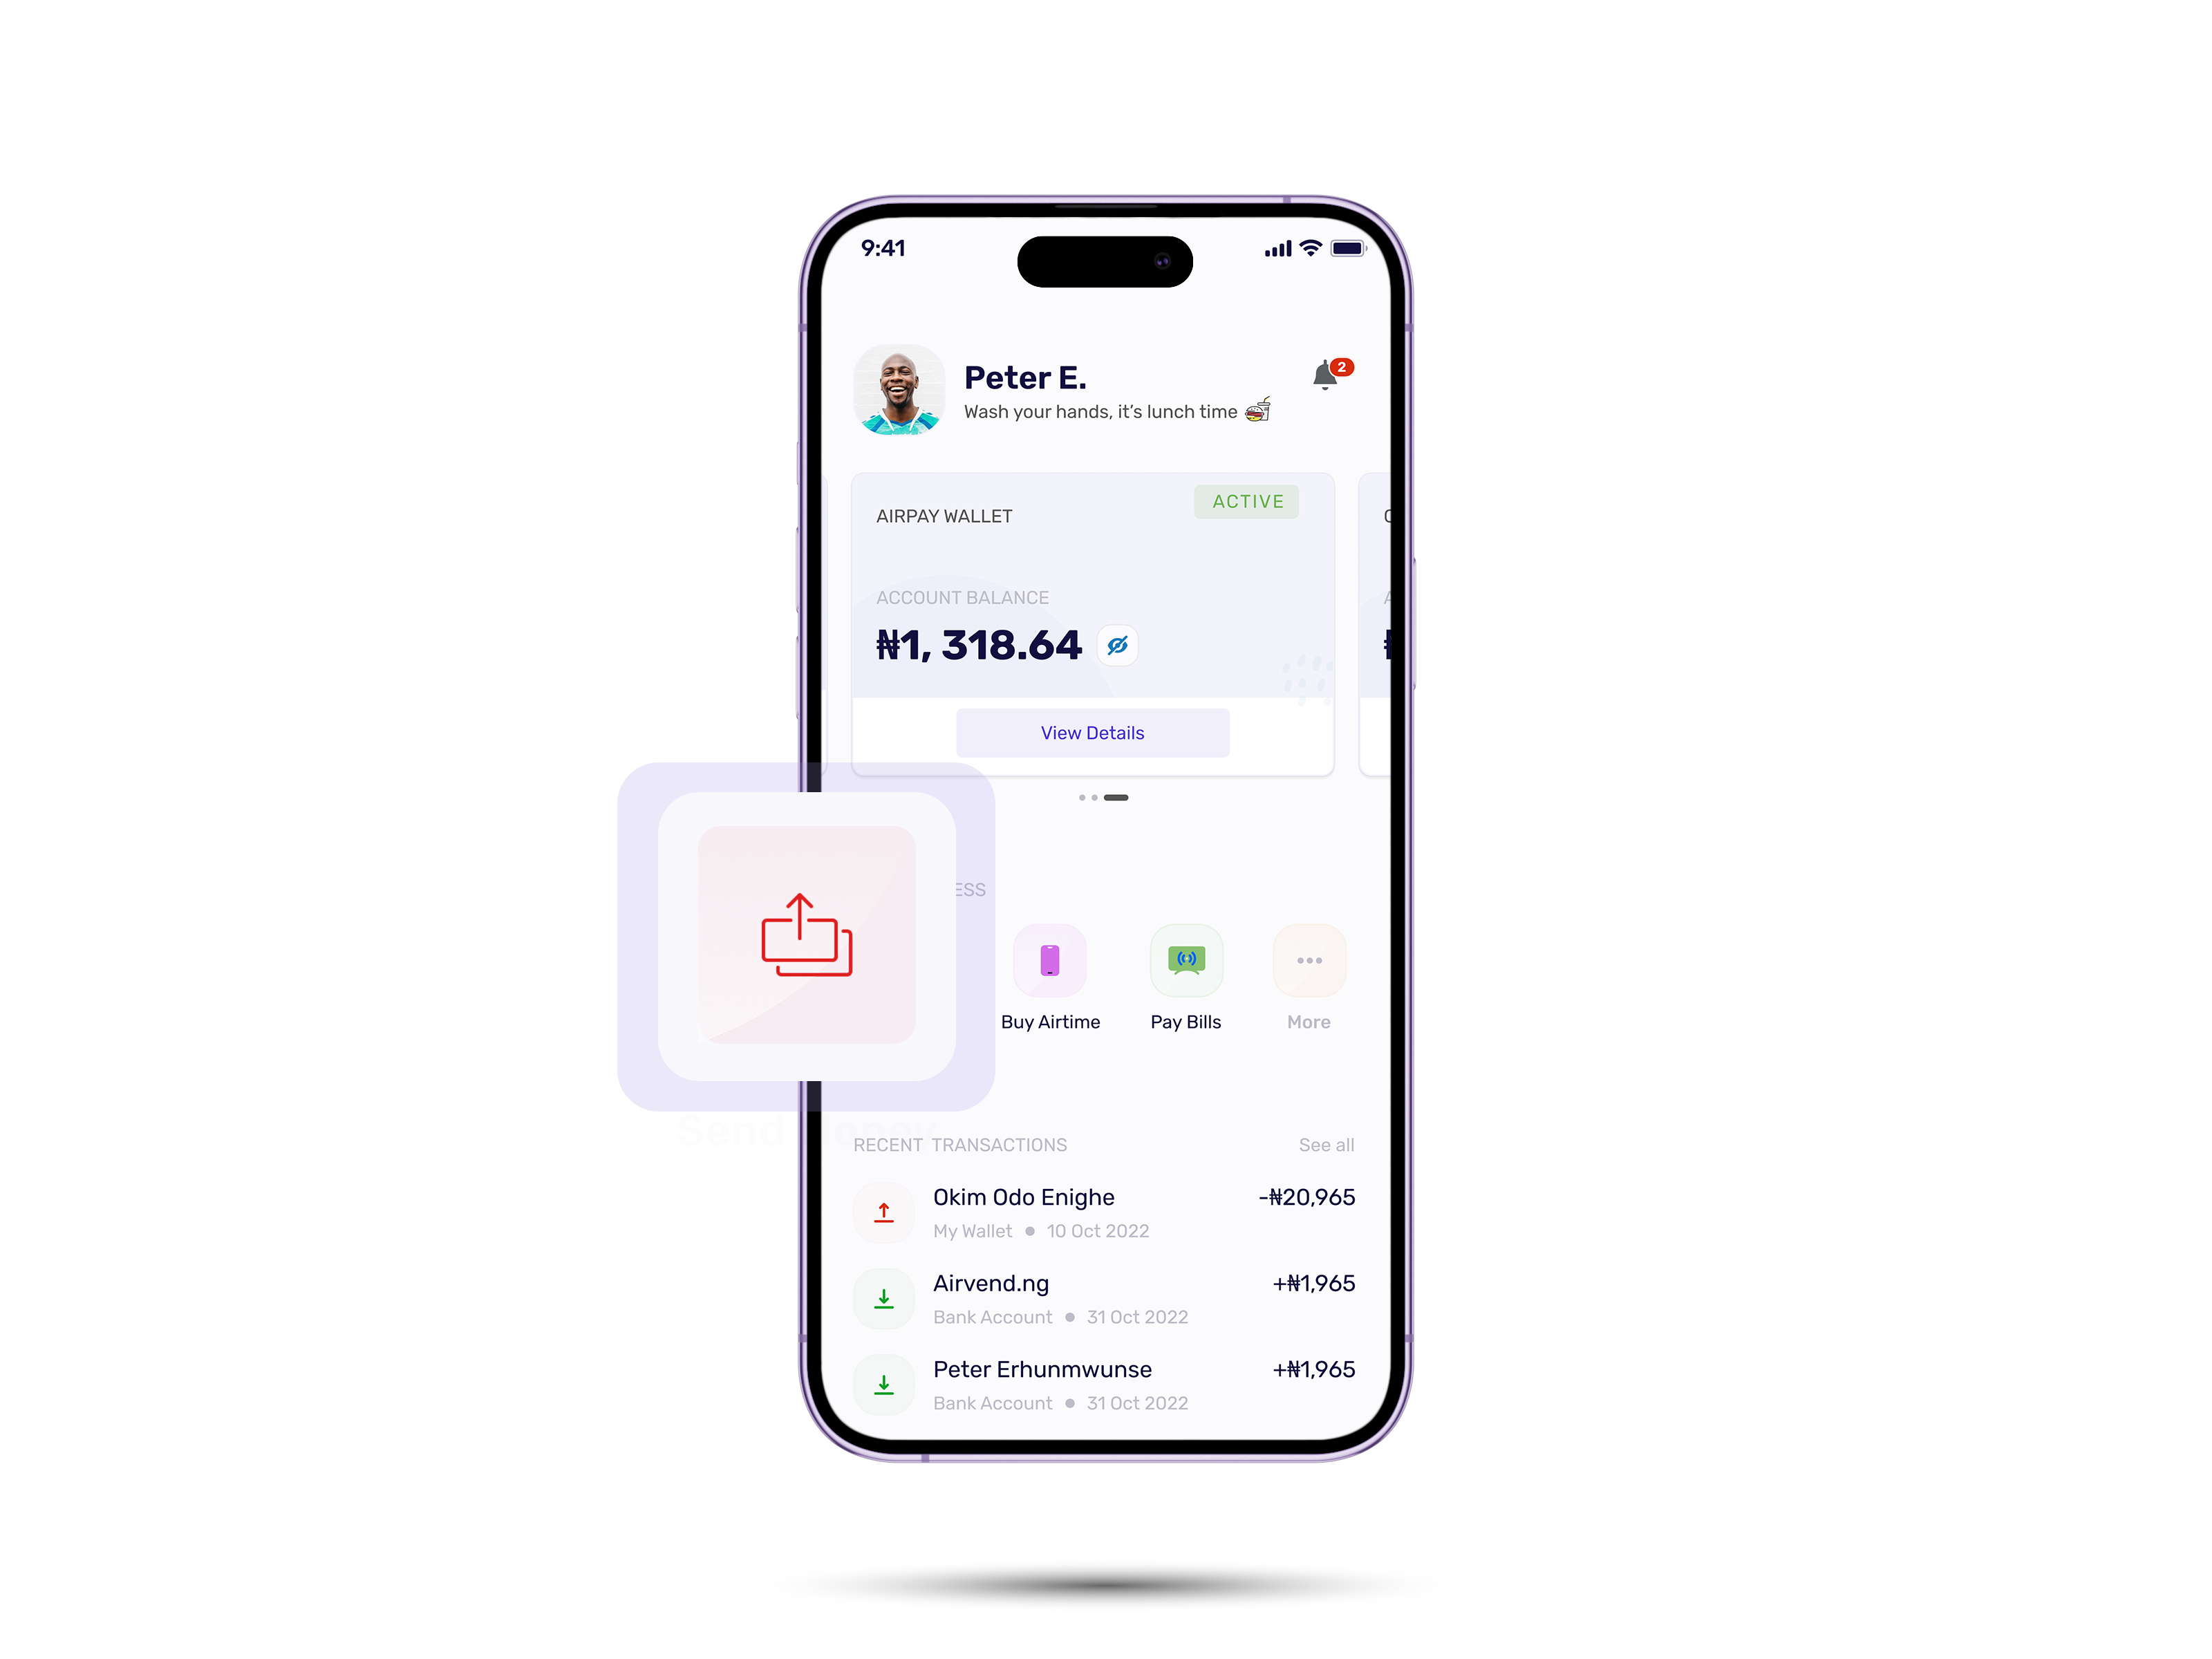 9:41
Peter E.
2
Wash your hands, it's lunch time
AIRPAY WALLET
ACTIVE
ACCOUNT BALANCE
₦1, 318.64
View Details
ESS
Buy Airtime
Pay Bills
More
Send Money
RECENT TRANSACTIONS
See all
Okim Odo Enighe
-₦20,965
My Wallet ● 10 Oct 2022
Airvend.ng
+₦1,965
Bank Account ● 31 Oct 2022
Peter Erhunmwunse
+₦1,965
Bank Account ● 31 Oct 2022